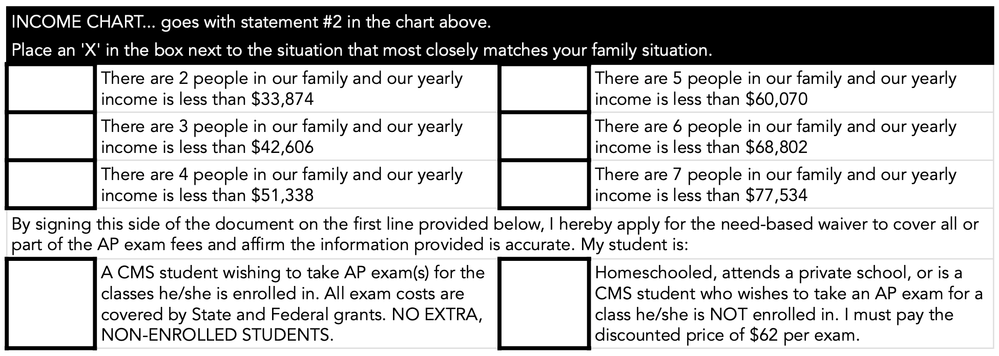 INCOME CHART... goes with statement #2 in the chart above.
Place an 'X' in the box next to the situation that most closely matches your family situation.
There are 2 people in our family and our yearly
income is less than $33,874
There are 5 people in our family and our yearly
income is less than $60,070
There are 3 people in our family and our yearly
income is less than $42,606
There are 6 people in our family and our yearly
income is less than $68,802
There are 4 people in our family and our yearly
income is less than $51,338
There are 7 people in our family and our yearly
income is less than $77,534
By signing this side of the document on the first line provided below, I hereby apply for the need-based waiver to cover all or
part of the AP exam fees and affirm the information provided is accurate. My student is:
A CMS student wishing to take AP exam(s) for the
classes he/she is enrolled in. All exam costs are
covered by State and Federal grants. NO EXTRA,
NON-ENROLLED STUDENTS.
Homeschooled, attends a private school, or is a
CMS student who wishes to take an AP exam for a
class he/she is NOT enrolled in. I must pay the
discounted price of $62 per exam.